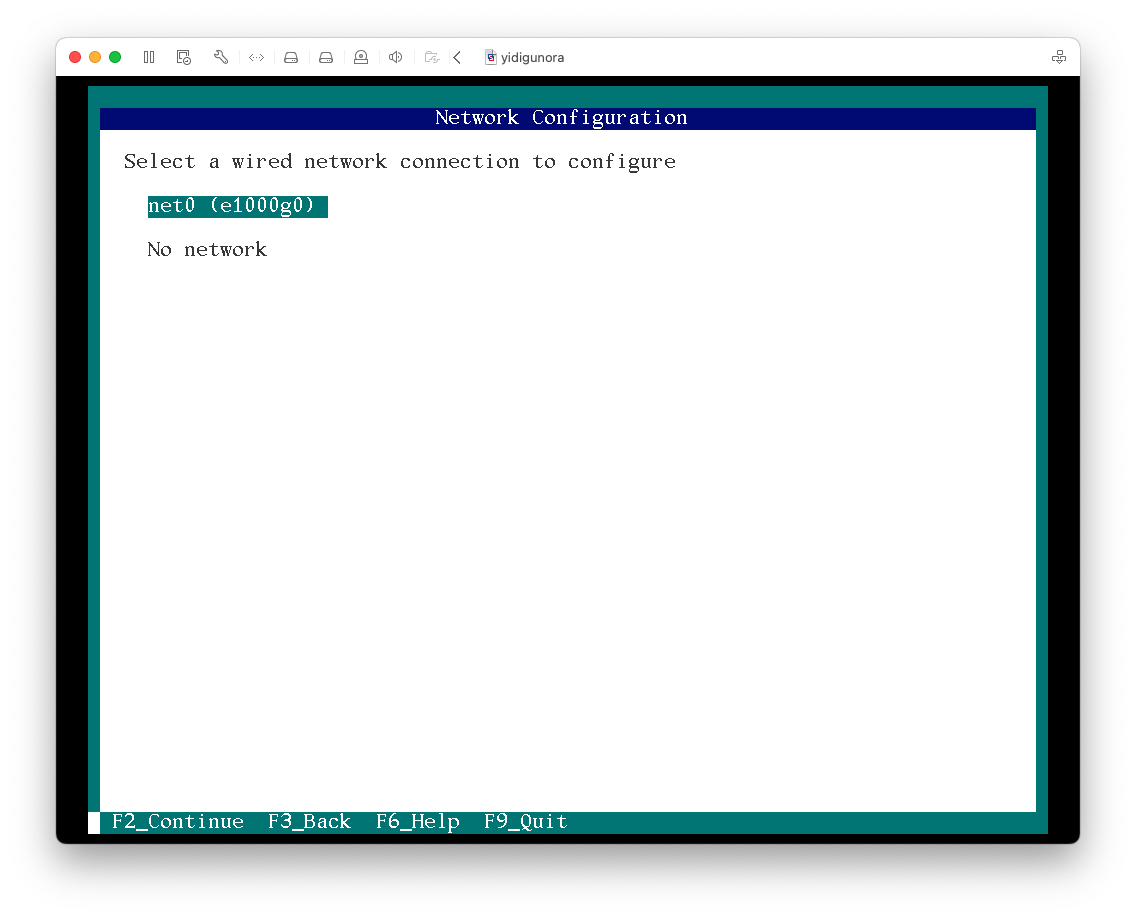 yidigunora
Network Configuration
Select a wired network connection to configure
net0 (e1000g0)
No network
F2_Continue F3_Back F6_Help F9_Quit